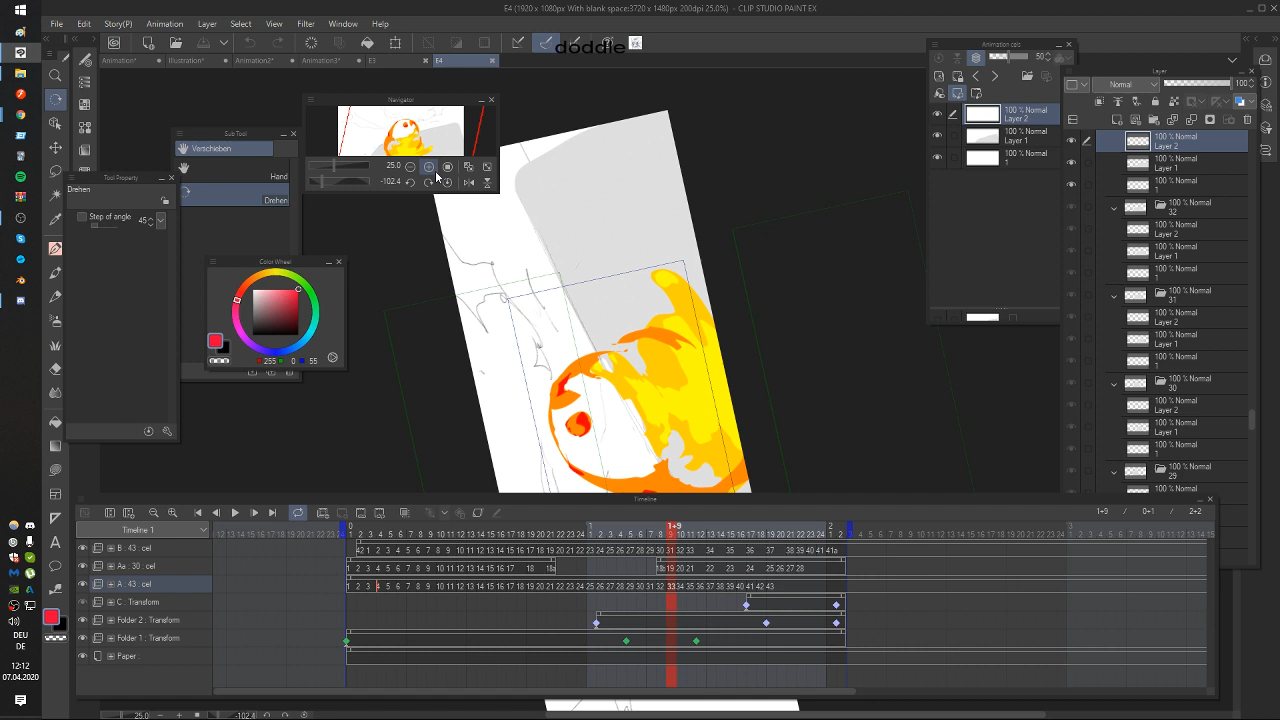 E4 (1920 x 1080px With blank space:3720 x 1480px 200dpi 25.0%) - CLIP STUDIO PAINT EX
File Edit Story(P) Animation Layer Select View Filter Window Help
doddle
Animation* Illustration* Animation2* Animation3* E3 E4
Navigator
25.0
-102.4
Sub Tool
Verschieben
Hand
Drehen
Tool Property
Drehen
Step of angle 45
Color Wheel
255 0 55
Animation cels
50
100 % Normal
Layer 2
100 % Normal
Layer 1
100 % Normal
1
Layer
Normal 100
100 % Normal
Layer 2
100 % Normal
Layer 1
100 % Normal
1
100 % Normal
32
100 % Normal
Layer 2
100 % Normal
Layer 1
100 % Normal
1
100 % Normal
31
100 % Normal
Layer 2
100 % Normal
Layer 1
100 % Normal
1
100 % Normal
30
100 % Normal
Layer 2
100 % Normal
Layer 1
100 % Normal
1
100 % Normal
29
100 % Normal
Timeline
1+9 / 0+1 / 2+2
Timeline 1
B : 43 : cel
Aa : 30 : cel
A : 43 : cel
C : Transform
Folder 2 : Transform
Folder 1 : Transform
Paper :
25.0 -102.4
DEU
DE
12:12
07.04.2020